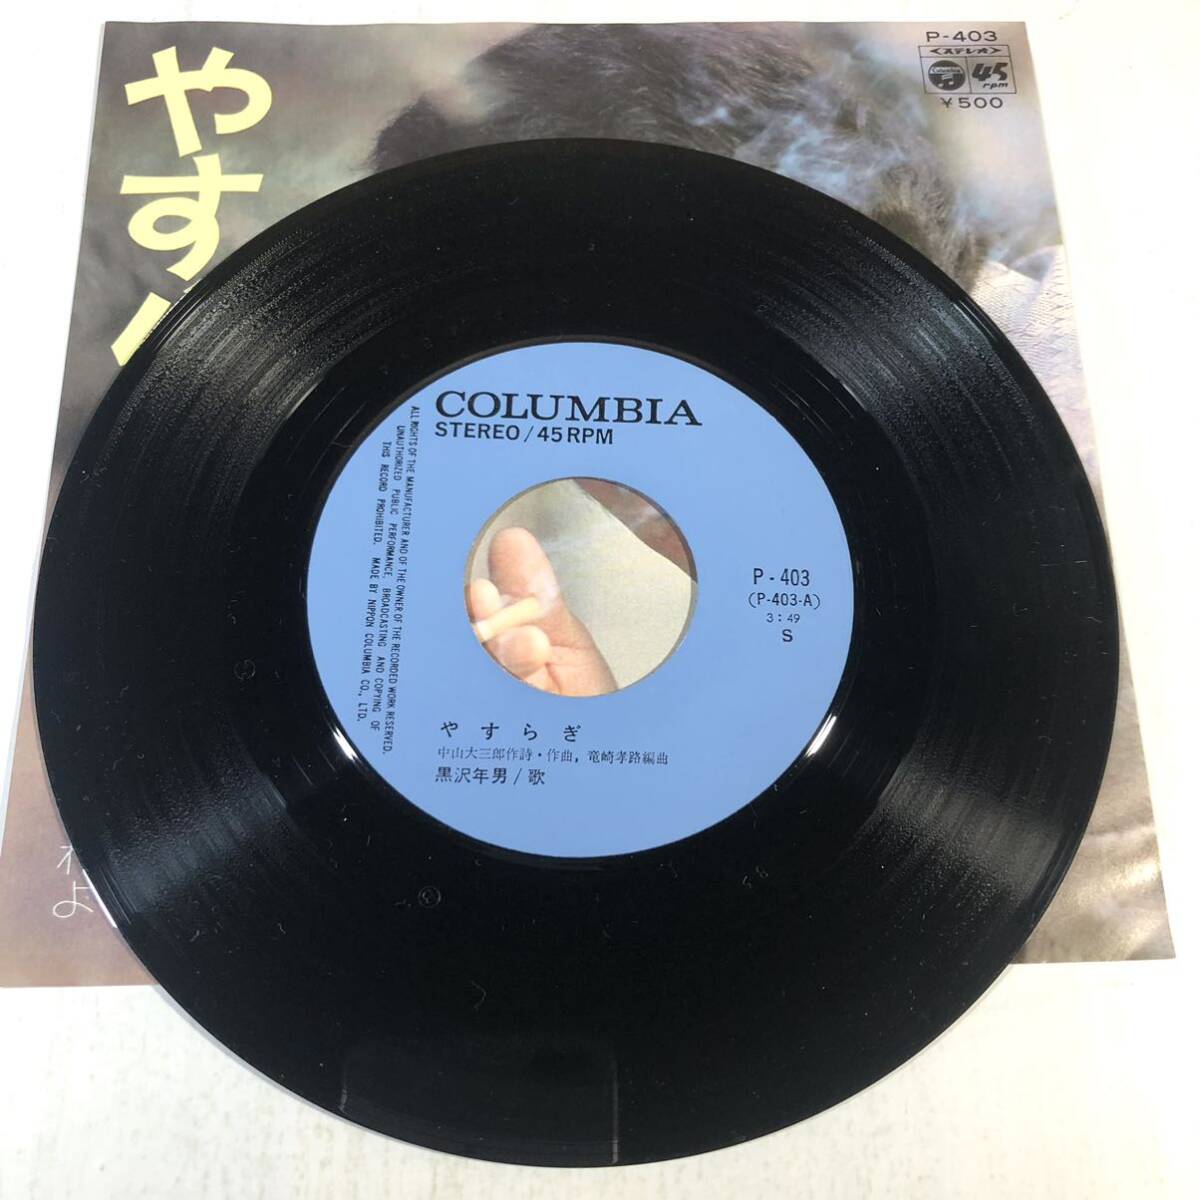 やす
P-403
<ステレオ>
Columbia
45
rpm
¥500
COLUMBIA
STEREO/45RPM
ALL RIGHTS OF THE MANUFACTURER AND OF THE OWNER OF THE RECORDED WORK RESERVED.
UNAUTHORIZED PUBLIC PERFORMANCE, BROADCASTING AND COPYING OF
THIS RECORD PROHIBITED. MADE BY NIPPON COLUMBIA CO., LTD.
P-403
(P-403-A)
3:49
S
やすらぎ
中山大三郎作詩・作曲, 竜崎孝路編曲
黒沢年男/歌
よ